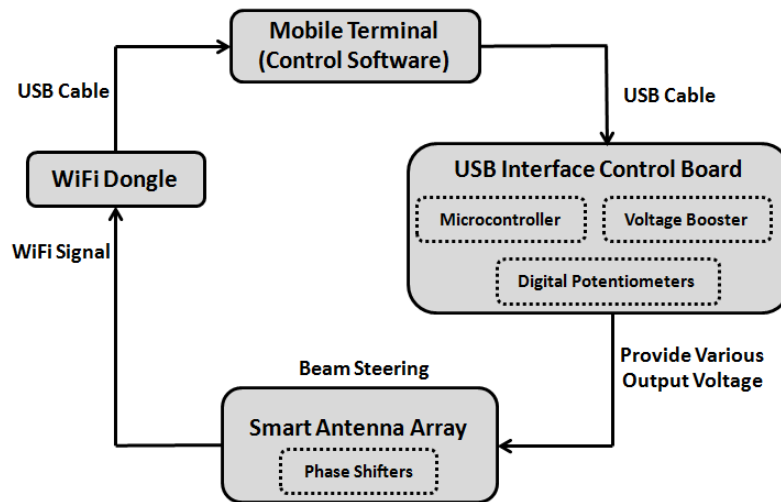 Mobile Terminal
(Control Software)
USB Cable
USB Cable
WiFi Dongle
USB Interface Control Board
Microcontroller
Voltage Booster
Digital Potentiometers
WiFi Signal
Provide Various
Output Voltage
Beam Steering
Smart Antenna Array
Phase Shifters